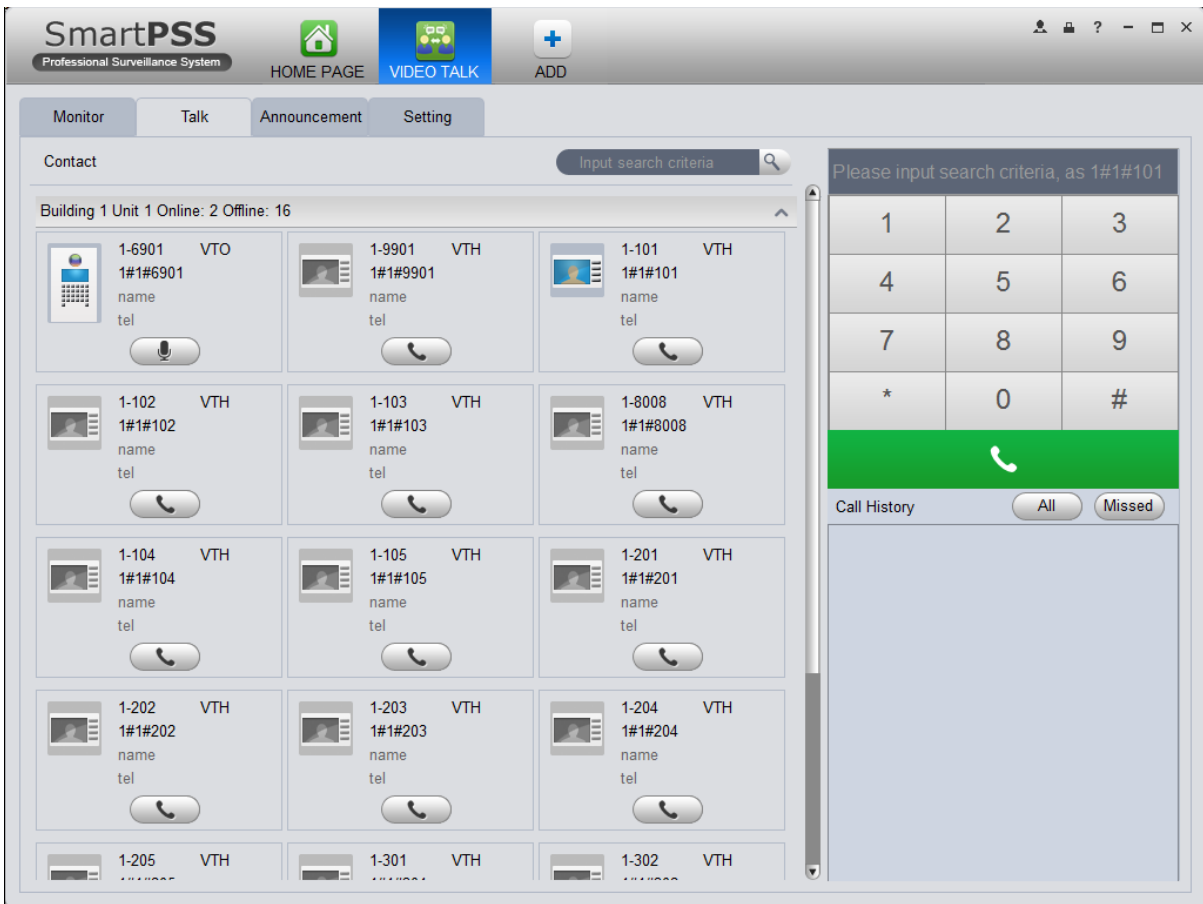 SmartPSS
Professional Surveillance System
HOME PAGE
VIDEO TALK
ADD
?
Monitor
Talk
Announcement
Setting
Contact
Input search criteria
Building 1 Unit 1 Online: 2 Offline: 16
1-6901 VTO
1#1#6901
name
tel
1-9901 VTH
1#1#9901
name
tel
1-101 VTH
1#1#101
name
tel
1-102 VTH
1#1#102
name
tel
1-103 VTH
1#1#103
name
tel
1-8008 VTH
1#1#8008
name
tel
1-104 VTH
1#1#104
name
tel
1-105 VTH
1#1#105
name
tel
1-201 VTH
1#1#201
name
tel
1-202 VTH
1#1#202
name
tel
1-203 VTH
1#1#203
name
tel
1-204 VTH
1#1#204
name
tel
1-205 VTH
1-301 VTH
1-302 VTH
Please input search criteria, as 1#1#101
1 2 3
4 5 6
7 8 9
* 0 #
Call History
All
Missed